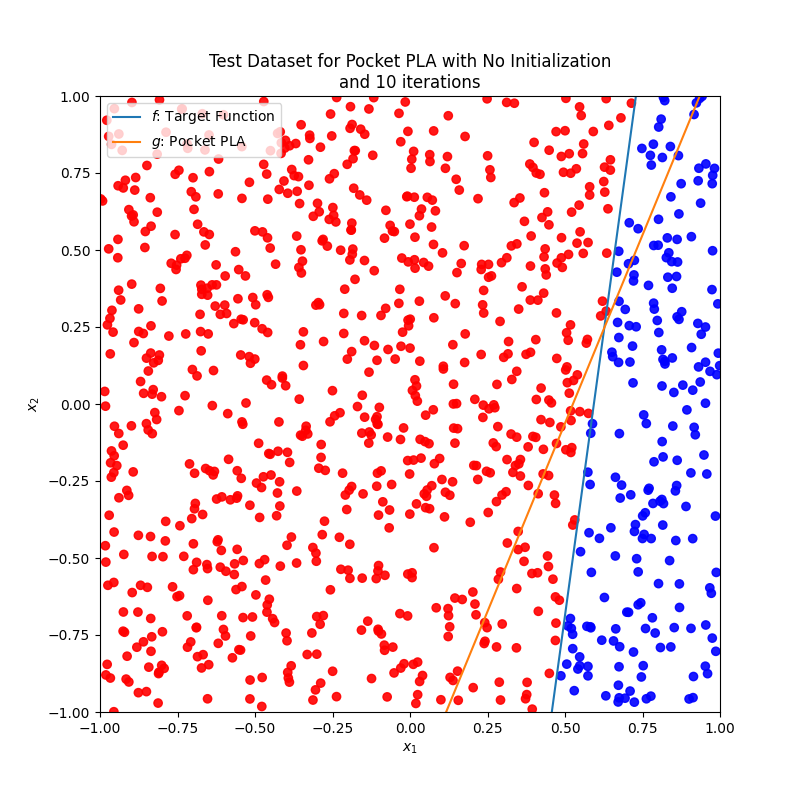 Test Dataset for Pocket PLA with No Initialization
and 10 iterations
f: Target Function
g: Pocket PLA
1.00
0.75
0.50
0.25
0.00
−0.25
−0.50
−0.75
−1.00
x₂
−1.00 −0.75 −0.50 −0.25 0.00 0.25 0.50 0.75 1.00
x₁